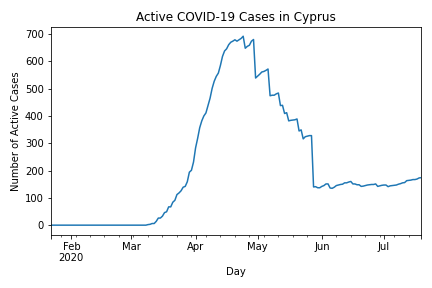 Active COVID-19 Cases in Cyprus
Number of Active Cases
700
600
500
400
300
200
100
0
Feb Mar Apr May Jun Jul
2020
Day